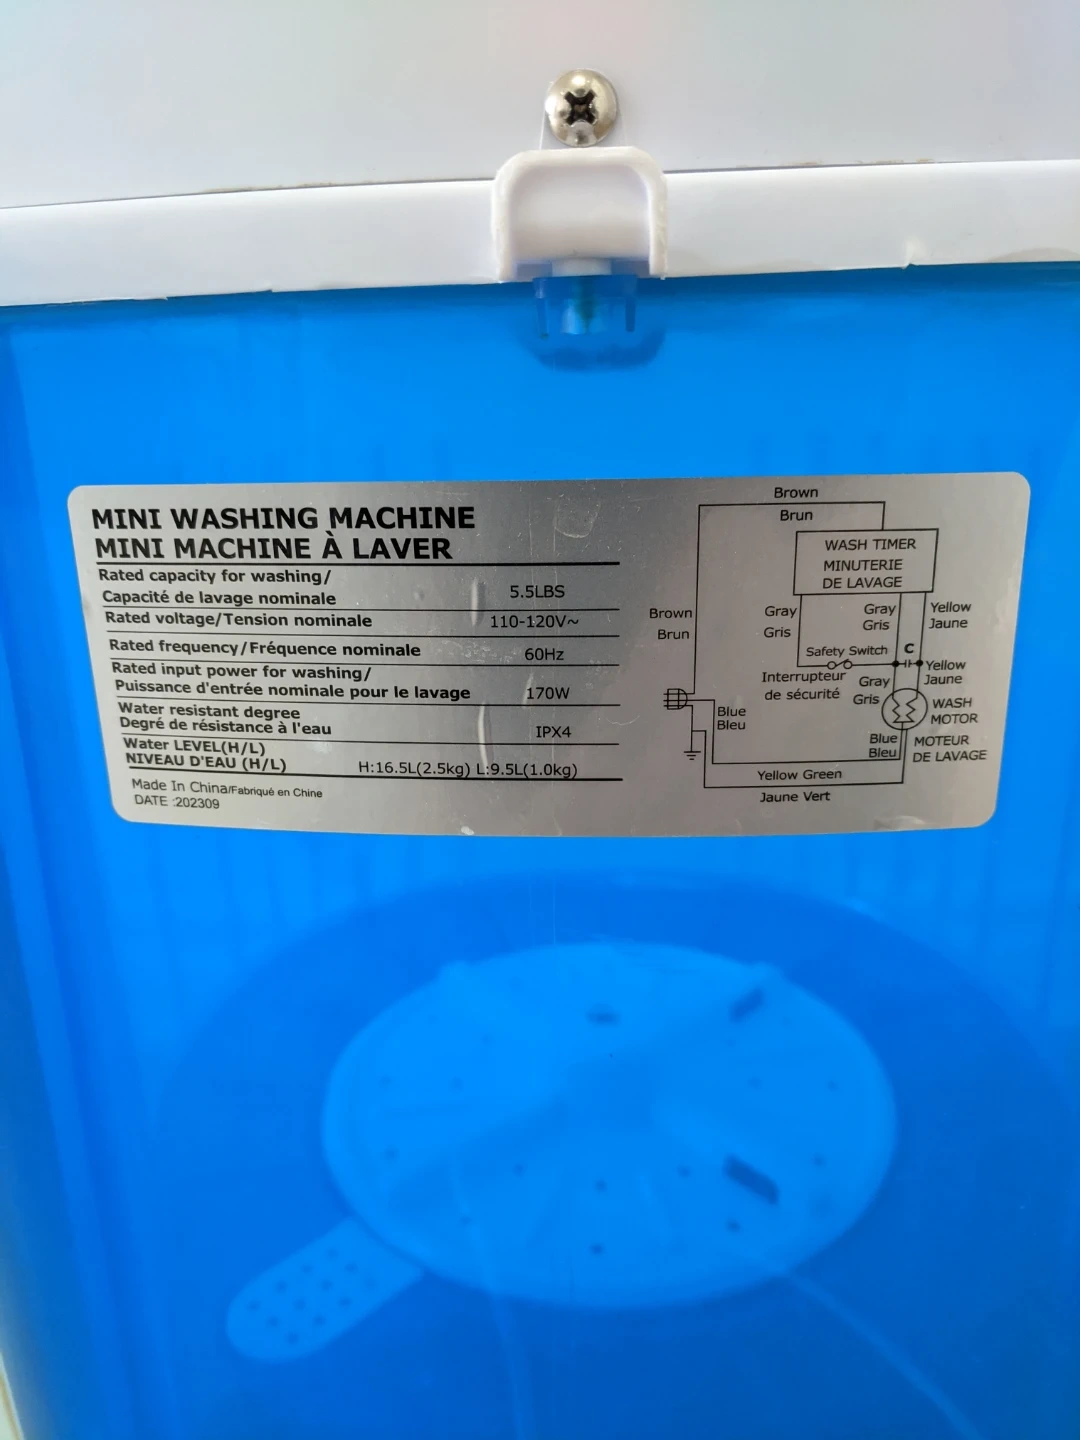 MINI WASHING MACHINE
MINI MACHINE À LAVER
Rated capacity for washing/
Capacité de lavage nominale 5.5LBS
Rated voltage/Tension nominale 110-120V~
Rated frequency/Fréquence nominale 60Hz
Rated input power for washing/
Puissance d'entrée nominale pour le lavage 170W
Water resistant degree
Degré de résistance à l'eau IPX4
Water LEVEL(H/L)
NIVEAU D'EAU (H/L) H:16.5L(2.5kg) L:9.5L(1.0kg)
Made In China/Fabriqué en Chine
DATE :202309
Brown
Brun
WASH TIMER
MINUTERIE
DE LAVAGE
Brown
Brun
Gray
Gris
Gray
Gris
Yellow
Jaune
Safety Switch
C
Interrupteur
de sécurité
Gray
Gris
Yellow
Jaune
WASH
MOTOR
Blue
Bleu
Blue
Bleu
MOTEUR
DE LAVAGE
Yellow Green
Jaune Vert